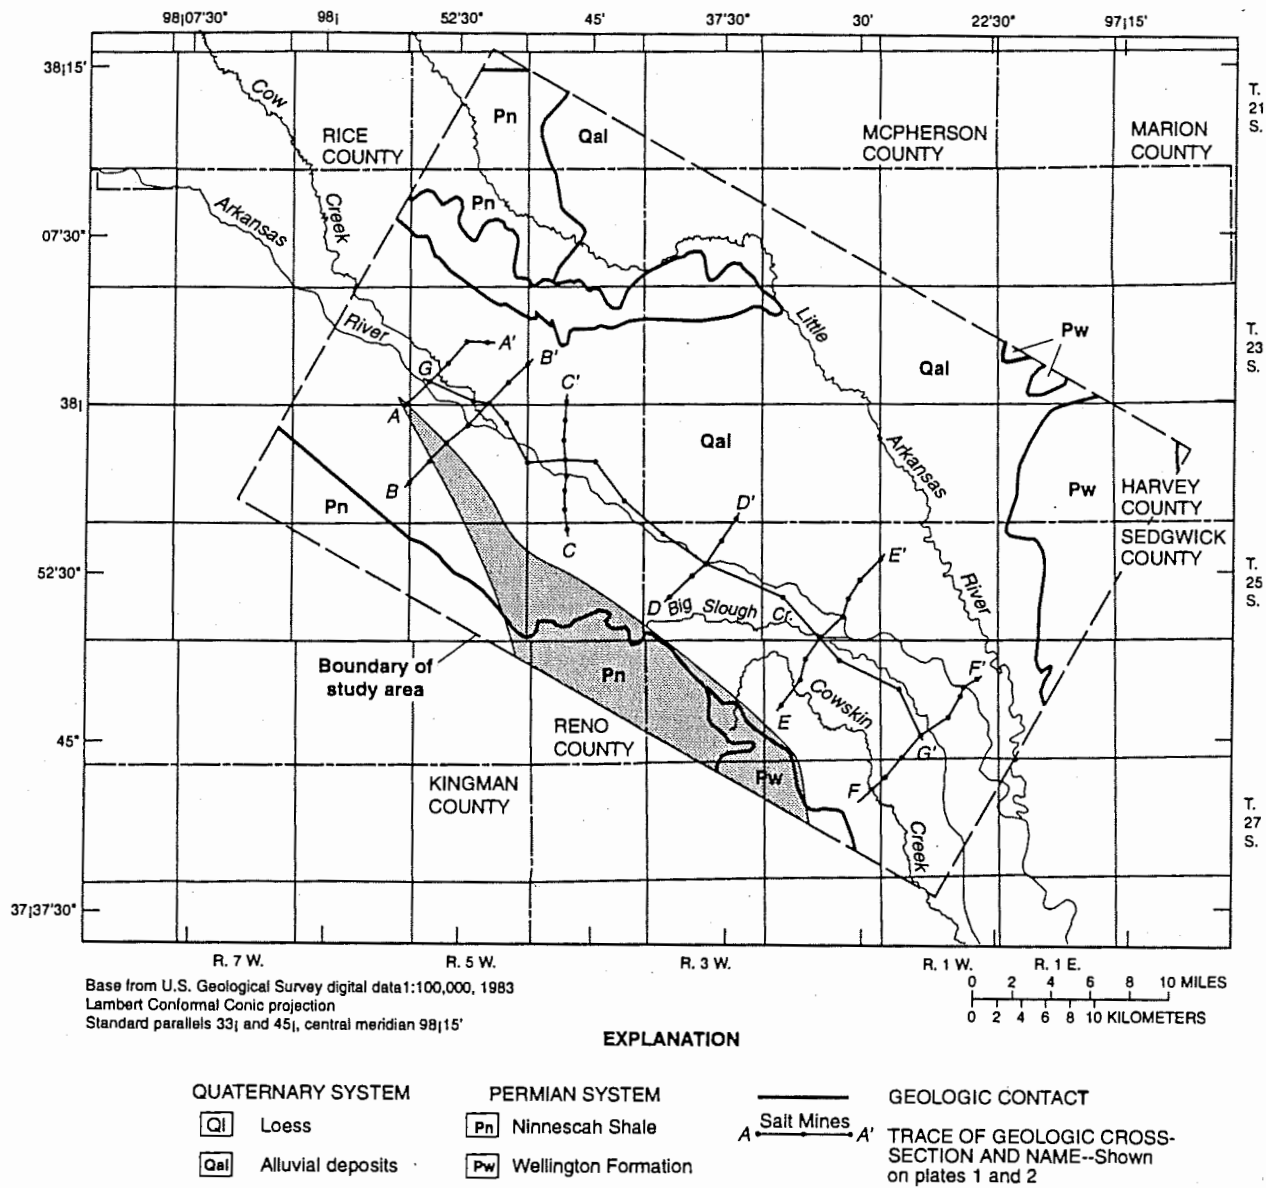 98¡07'30" 98¡ 52'30" 45' 37'30" 30' 22'30" 97¡15'
38¡15'
T.
21
S.
Cow
Creek
RICE
COUNTY
Pn
Qal
MCPHERSON
COUNTY
MARION
COUNTY
Arkansas
River
Pn
07'30"
Little
Arkansas
River
Pw
T.
23
S.
A'
B'
G
C'
Qal
38¡
A
Qal
B
Pn
D'
Pw
HARVEY
COUNTY
SEDGWICK
COUNTY
C
E'
52'30"
T.
25
S.
D Big Slough Cr.
Boundary of
study area
Pn
F'
Cowskin
Creek
E
RENO
COUNTY
45"
G'
Pw
F
KINGMAN
COUNTY
T.
27
S.
37¡37'30"
R. 7 W. R. 5 W. R. 3 W. R. 1 W. R. 1 E.
Base from U.S. Geological Survey digital data1:100,000, 1983
Lambert Conformal Conic projection
Standard parallels 33¡ and 45¡, central meridian 98¡15'
0 2 4 6 8 10 MILES
0 2 4 6 8 10 KILOMETERS
EXPLANATION
QUATERNARY SYSTEM
Ql Loess
Qal Alluvial deposits
PERMIAN SYSTEM
Pn Ninnescah Shale
Pw Wellington Formation
GEOLOGIC CONTACT
Salt Mines
A A' TRACE OF GEOLOGIC CROSS-
SECTION AND NAME--Shown
on plates 1 and 2